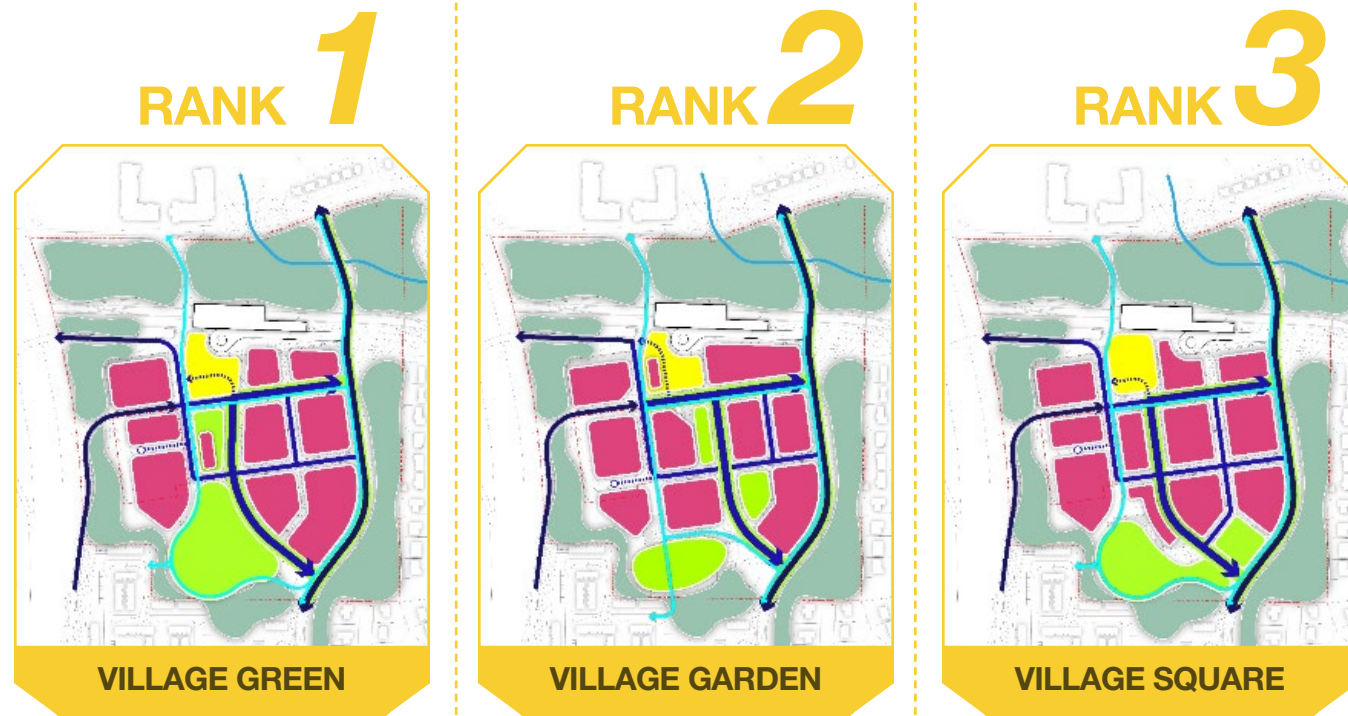 RANK 1
VILLAGE GREEN
RANK 2
VILLAGE GARDEN
RANK 3
VILLAGE SQUARE